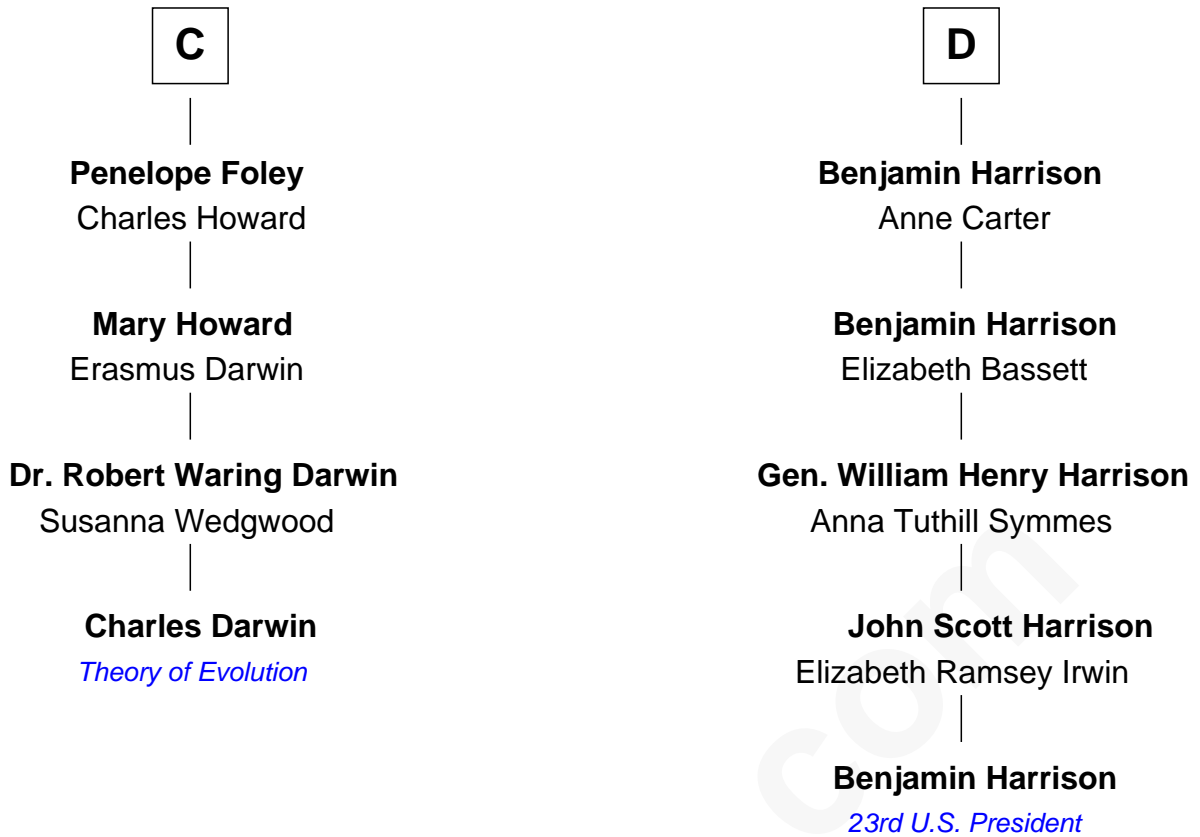 C
Penelope Foley
Charles Howard
Mary Howard
Erasmus Darwin
Dr. Robert Waring Darwin
Susanna Wedgwood
Charles Darwin
Theory of Evolution
D
Benjamin Harrison
Anne Carter
Benjamin Harrison
Elizabeth Bassett
Gen. William Henry Harrison
Anna Tuthill Symmes
John Scott Harrison
Elizabeth Ramsey Irwin
Benjamin Harrison
23rd U.S. President
com